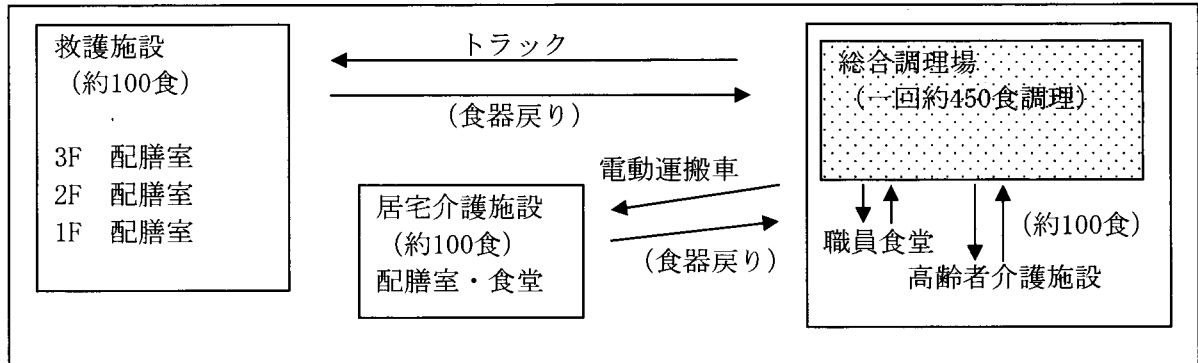 救護施設
(約100食)
3F 配膳室
2F 配膳室
1F 配膳室
トラック
(食器戻り)
電動運搬車
居宅介護施設
(約100食)
配膳室・食堂
(食器戻り)
総合調理場
(一回約450食調理)
職員食堂
(約100食)
高齢者介護施設